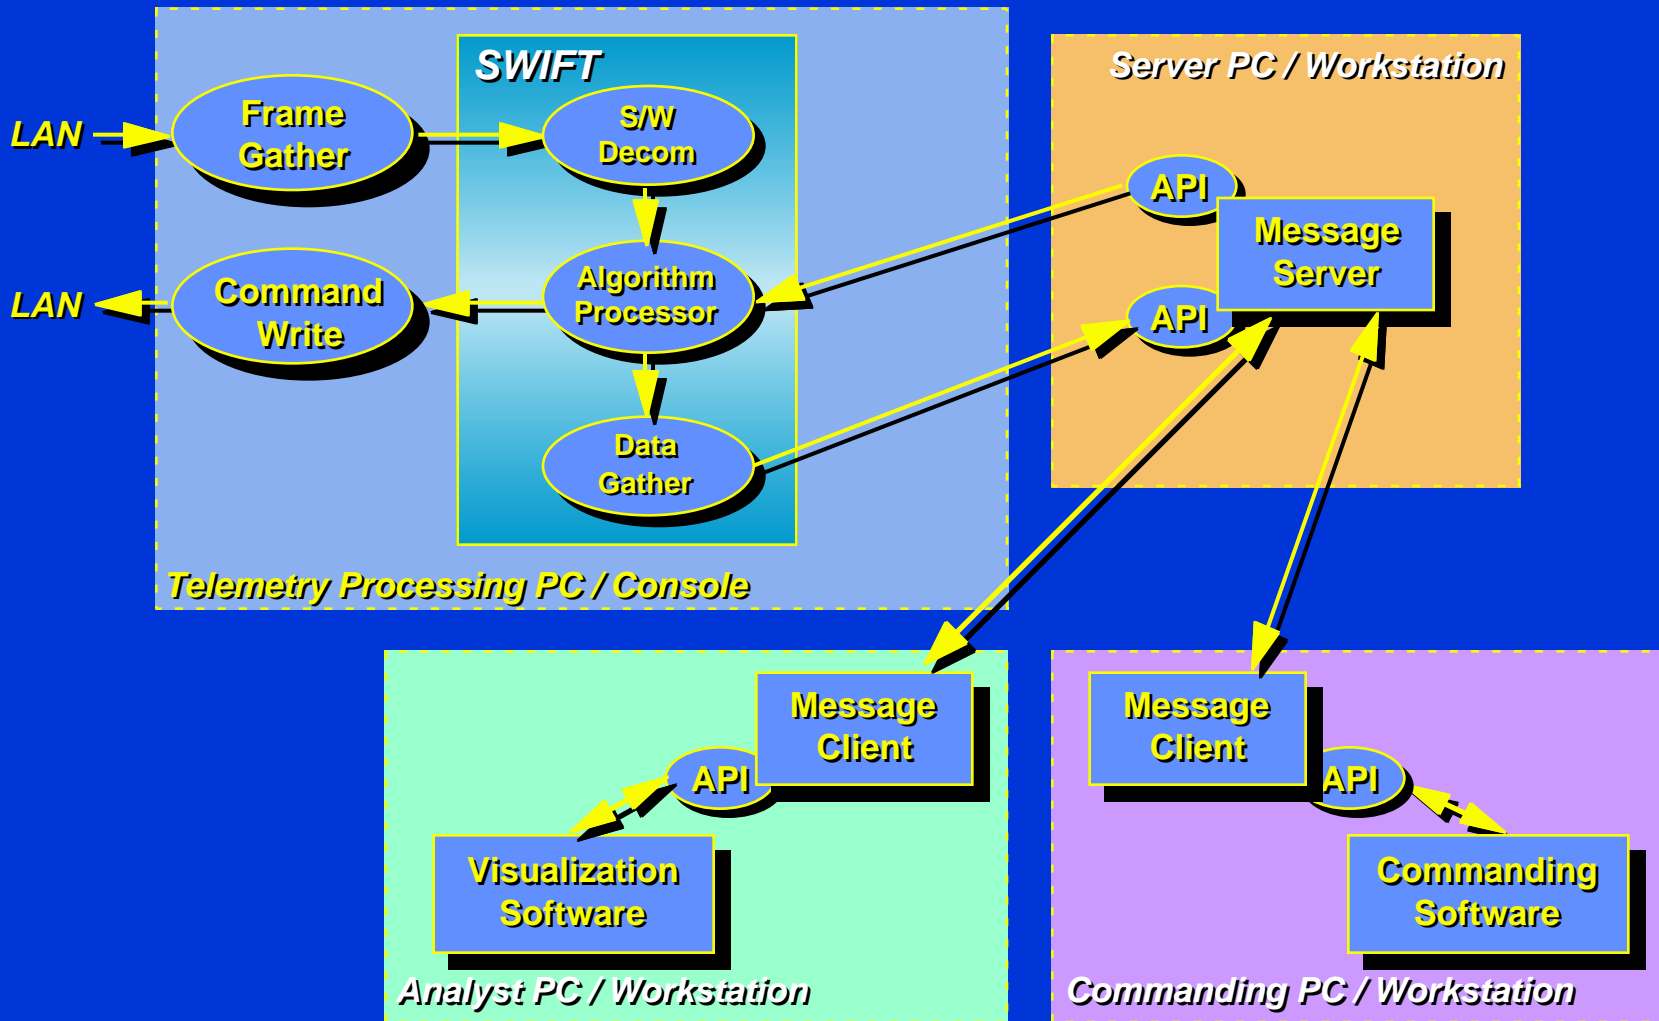 SWIFT
Server PC / Workstation
LAN
Frame
Gather
S/W
Decom
API
Message
Server
LAN
Command
Write
Algorithm
Processor
API
Data
Gather
Telemetry Processing PC / Console
Message
Client
API
Visualization
Software
Analyst PC / Workstation
Message
Client
API
Commanding
Software
Commanding PC / Workstation